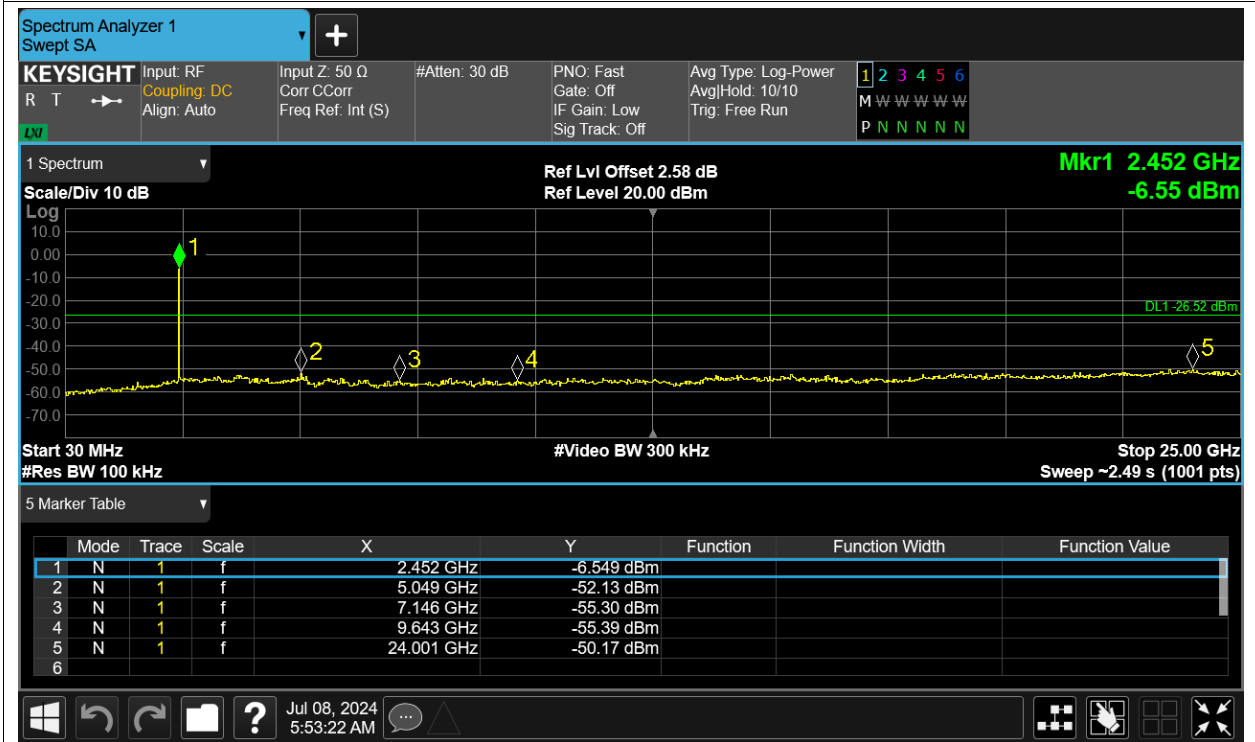 Spectrum Analyzer 1
Swept SA
KEYSIGHT
R T
LXI
Input: RF
Coupling: DC
Align: Auto
Input Z: 50 Ω
Corr CCorr
Freq Ref: Int (S)
#Atten: 30 dB
PNO: Fast
Gate: Off
IF Gain: Low
Sig Track: Off
Avg Type: Log-Power
Avg|Hold: 10/10
Trig: Free Run
1 2 3 4 5 6
M W W W W W
P N N N N N
1 Spectrum
Scale/Div 10 dB
Ref Lvl Offset 2.58 dB
Ref Level 20.00 dBm
Mkr1 2.452 GHz
-6.55 dBm
Log
10.0
0.00
-10.0
-20.0
-30.0
-40.0
-50.0
-60.0
-70.0
1
2
3
4
5
DL1 -26.52 dBm
Start 30 MHz
#Video BW 300 kHz
Stop 25.00 GHz
#Res BW 100 kHz
Sweep ~2.49 s (1001 pts)
5 Marker Table
Mode Trace Scale X Y Function Function Width Function Value
1 N 1 f 2.452 GHz -6.549 dBm
2 N 1 f 5.049 GHz -52.13 dBm
3 N 1 f 7.146 GHz -55.30 dBm
4 N 1 f 9.643 GHz -55.39 dBm
5 N 1 f 24.001 GHz -50.17 dBm
6
?
Jul 08, 2024
5:53:22 AM